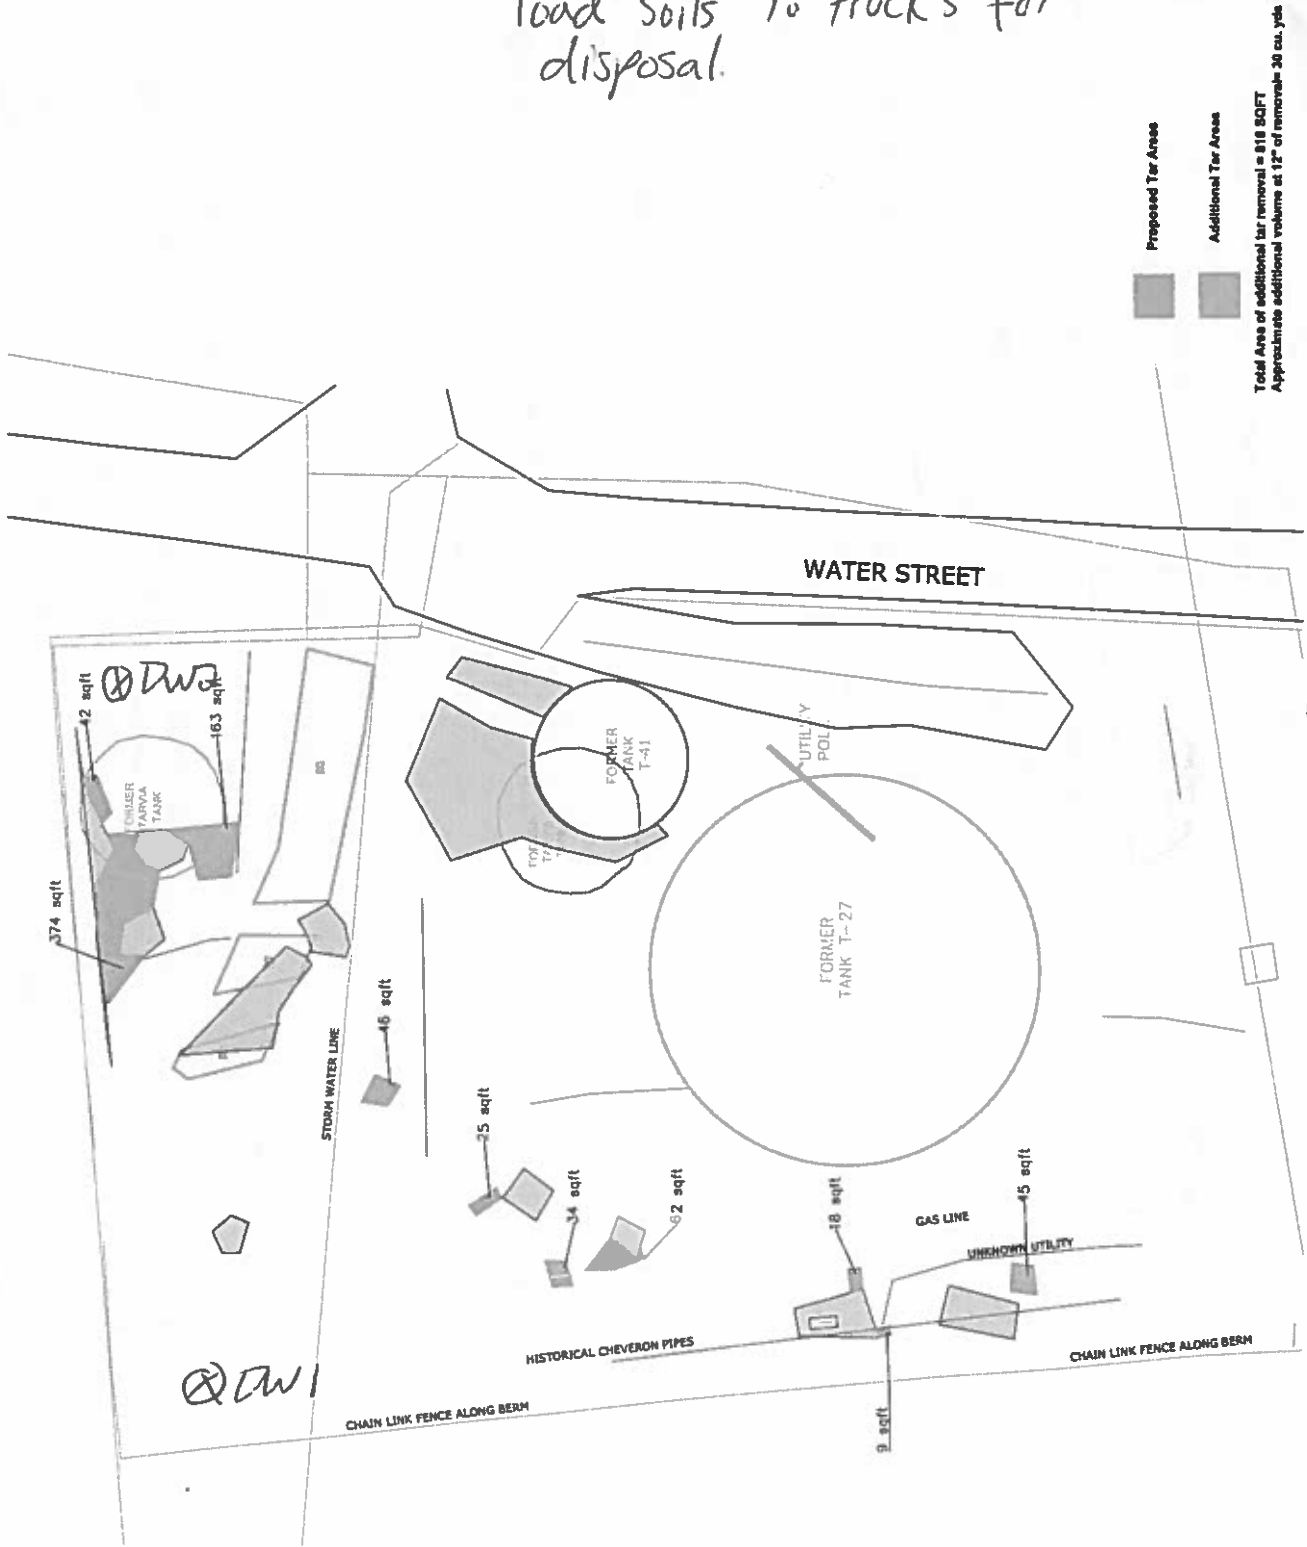 load soils to trucks for
disposal.
Proposed Tar Areas
Additional Tar Areas
Total Area of additional tar removal = 818 SQFT
Approximate additional volume at 12" of removal= 30 cu. yds
WATER STREET
42 sqft
DW2
163 sqft
FORMER
TARVIA
TANK
374 sqft
FORMER
TANK
T-41
UTILITY
POL
FORMER
TANK T-27
STORM WATER LINE
46 sqft
25 sqft
34 sqft
62 sqft
18 sqft
45 sqft
GAS LINE
UNKNOWN UTILITY
HISTORICAL CHEVERON PIPES
CHAIN LINK FENCE ALONG BERM
DW1
CHAIN LINK FENCE ALONG BERM
9 sqft